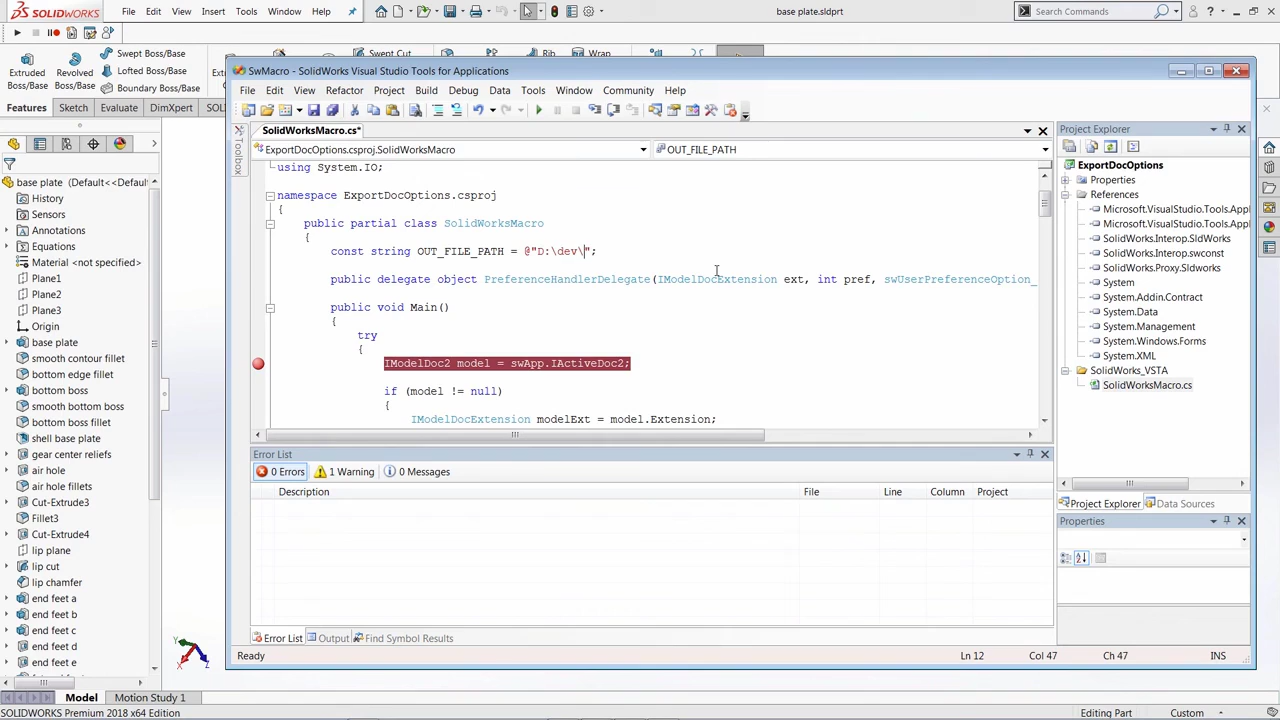 SOLIDWORKS
File Edit View Insert Tools Window Help
base plate.sldprt
Search Commands
Extruded Boss/Base
Revolved Boss/Base
Swept Boss/Base
Lofted Boss/Base
Boundary Boss/Base
Swept Cut
Rib
Wrap
Features Sketch Evaluate DimXpert
SwMacro - SolidWorks Visual Studio Tools for Applications
File Edit View Refactor Project Build Debug Data Tools Window Community Help
Toolbox
SolidWorksMacro.cs*
ExportDocOptions.csproj.SolidWorksMacro
OUT_FILE_PATH
using System.IO;
namespace ExportDocOptions.csproj
{
public partial class SolidWorksMacro
{
const string OUT_FILE_PATH = @"D:\dev\";
public delegate object PreferenceHandlerDelegate(IModelDocExtension ext, int pref, swUserPreferenceOption_
public void Main()
{
try
{
IModelDoc2 model = swApp.IActiveDoc2;
if (model != null)
{
IModelDocExtension modelExt = model.Extension;
Error List
0 Errors 1 Warning 0 Messages
Description File Line Column Project
Error List Output Find Symbol Results
Ready
Ln 12 Col 47 Ch 47 INS
Project Explorer
ExportDocOptions
Properties
References
Microsoft.VisualStudio.Tools.Appl
Microsoft.VisualStudio.Tools.Appl
SolidWorks.Interop.SldWorks
SolidWorks.Interop.swconst
SolidWorks.Proxy.Sldworks
System
System.Addin.Contract
System.Data
System.Management
System.Windows.Forms
System.XML
SolidWorks_VSTA
SolidWorksMacro.cs
Project Explorer Data Sources
Properties
base plate (Default<<Default
History
Sensors
Annotations
Equations
Material <not specified>
Plane1
Plane2
Plane3
Origin
base plate
smooth contour fillet
bottom edge fillet
bottom boss
smooth bottom boss
bottom boss fillet
shell base plate
gear center reliefs
air hole
air hole fillets
Cut-Extrude3
Fillet3
Cut-Extrude4
lip plane
lip cut
lip chamfer
end feet a
end feet b
end feet c
end feet d
end feet e
Y
X
Z
Model Motion Study 1
SOLIDWORKS Premium 2018 x64 Edition
Editing Part Custom